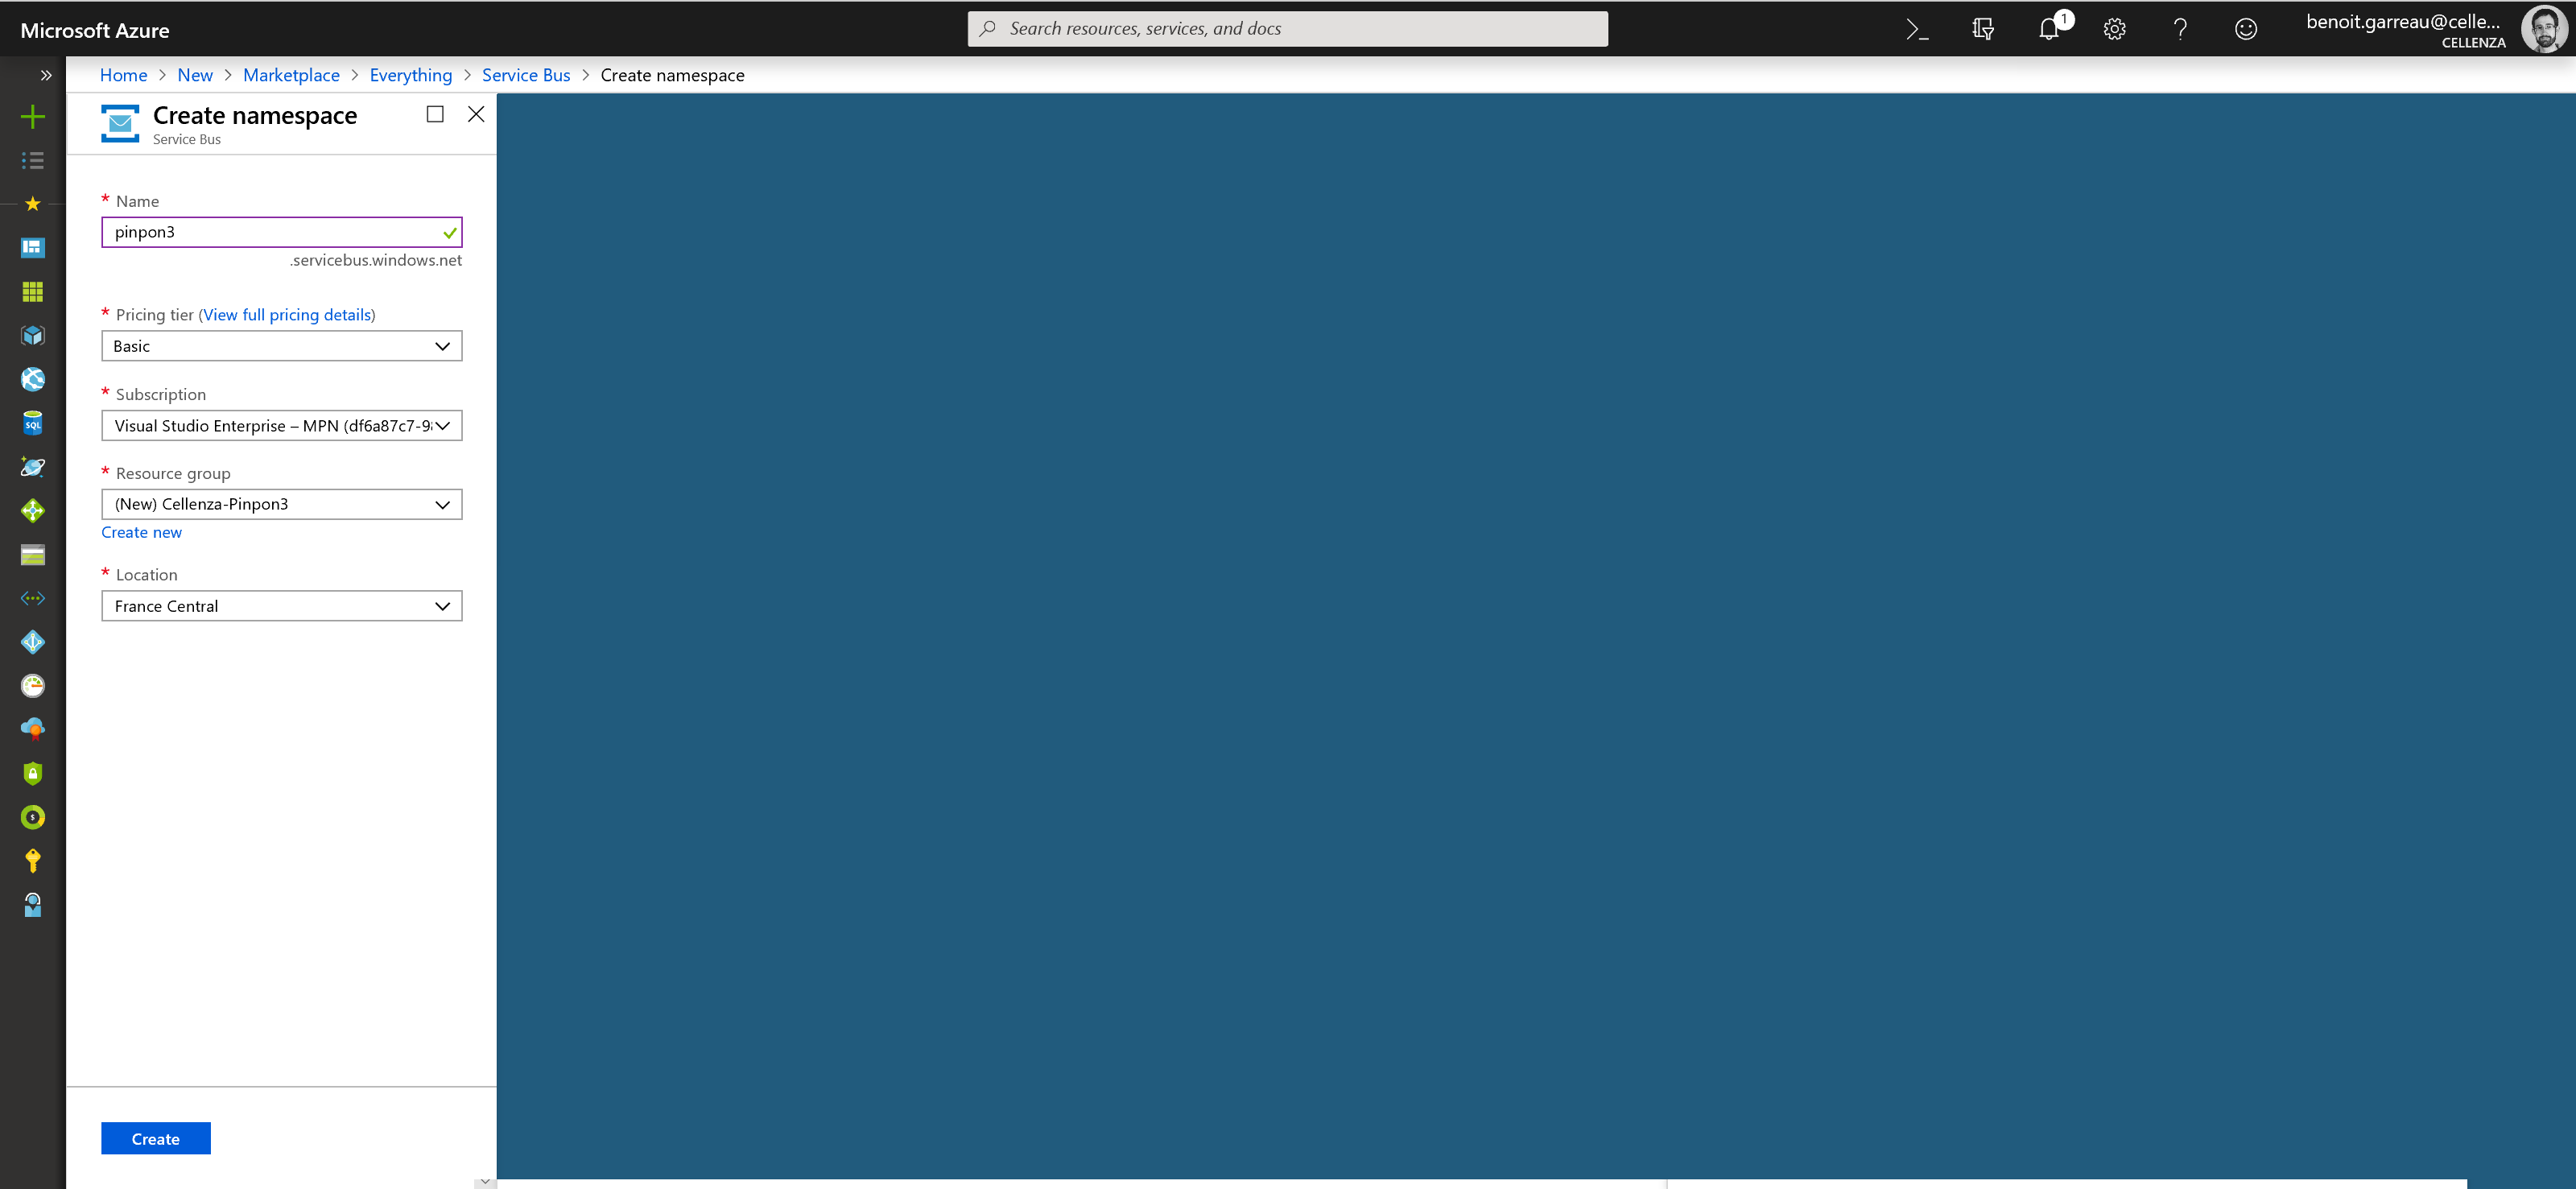 Microsoft Azure
Search resources, services, and docs
1
benoit.garreau@celle...
CELLENZA
Home > New > Marketplace > Everything > Service Bus > Create namespace
Create namespace
Service Bus
* Name
pinpon3
.servicebus.windows.net
* Pricing tier (View full pricing details)
Basic
* Subscription
Visual Studio Enterprise – MPN (df6a87c7-9
* Resource group
(New) Cellenza-Pinpon3
Create new
* Location
France Central
SQL
Create